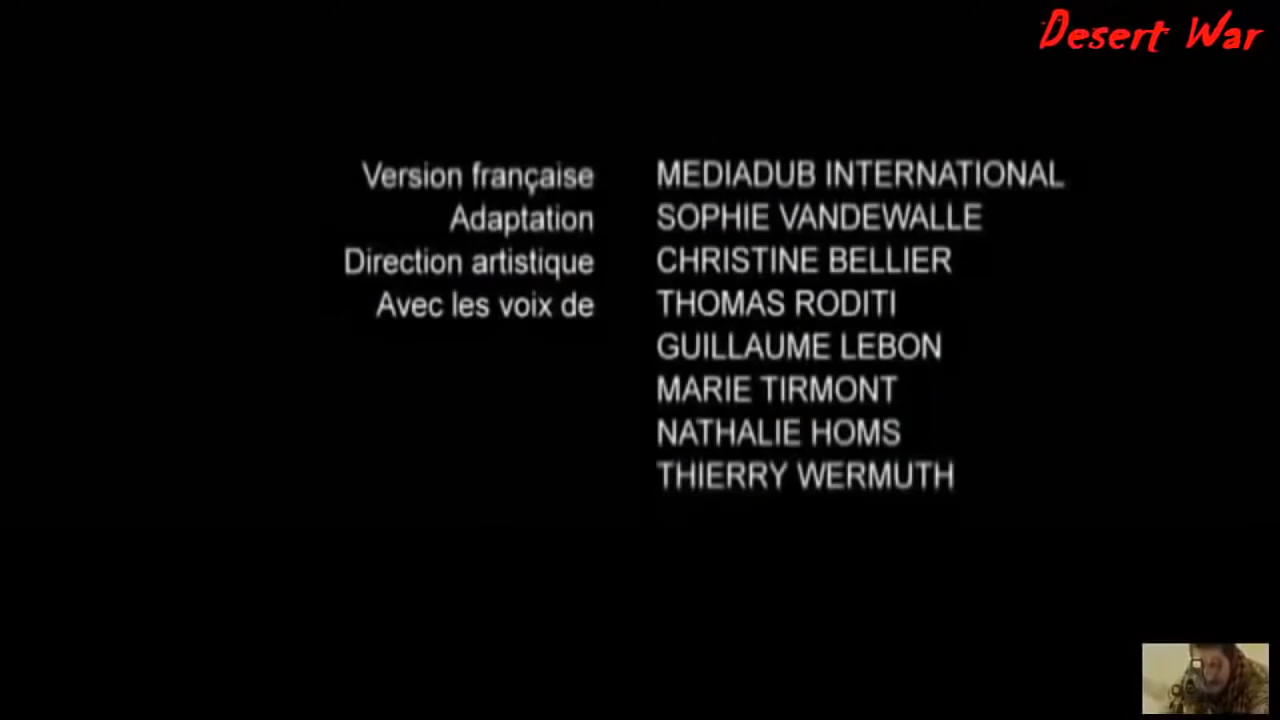 Desert War
Version française MEDIADUB INTERNATIONAL
Adaptation SOPHIE VANDEWALLE
Direction artistique CHRISTINE BELLIER
Avec les voix de THOMAS RODITI
GUILLAUME LEBON
MARIE TIRMONT
NATHALIE HOMS
THIERRY WERMUTH